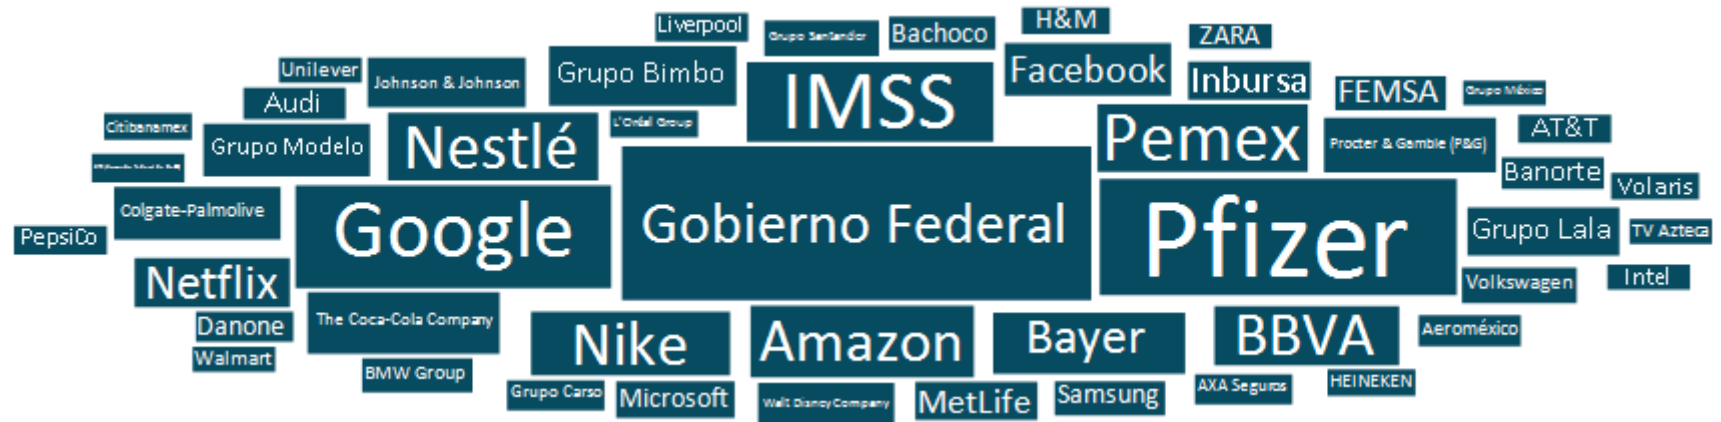 Liverpool
Grupo Santander
Bachoco
H&M
ZARA
Unilever
Johnson & Johnson
Grupo Bimbo
IMSS
Facebook
Inbursa
FEMSA
Grupo México
Audi
Citibanamex
Grupo Modelo
Nestlé
L'Oréal Group
Pemex
Procter & Gamble (P&G)
AT&T
Banorte
Volaris
Colgate-Palmolive
PepsiCo
Google
Gobierno Federal
Pfizer
Grupo Lala
TV Azteca
Netflix
Volkswagen
Intel
Danone
The Coca-Cola Company
Nike
Amazon
Bayer
BBVA
Aeroméxico
Walmart
BMW Group
Grupo Carso
Microsoft
Walt Disney Company
MetLife
Samsung
AXA Seguros
HEINEKEN